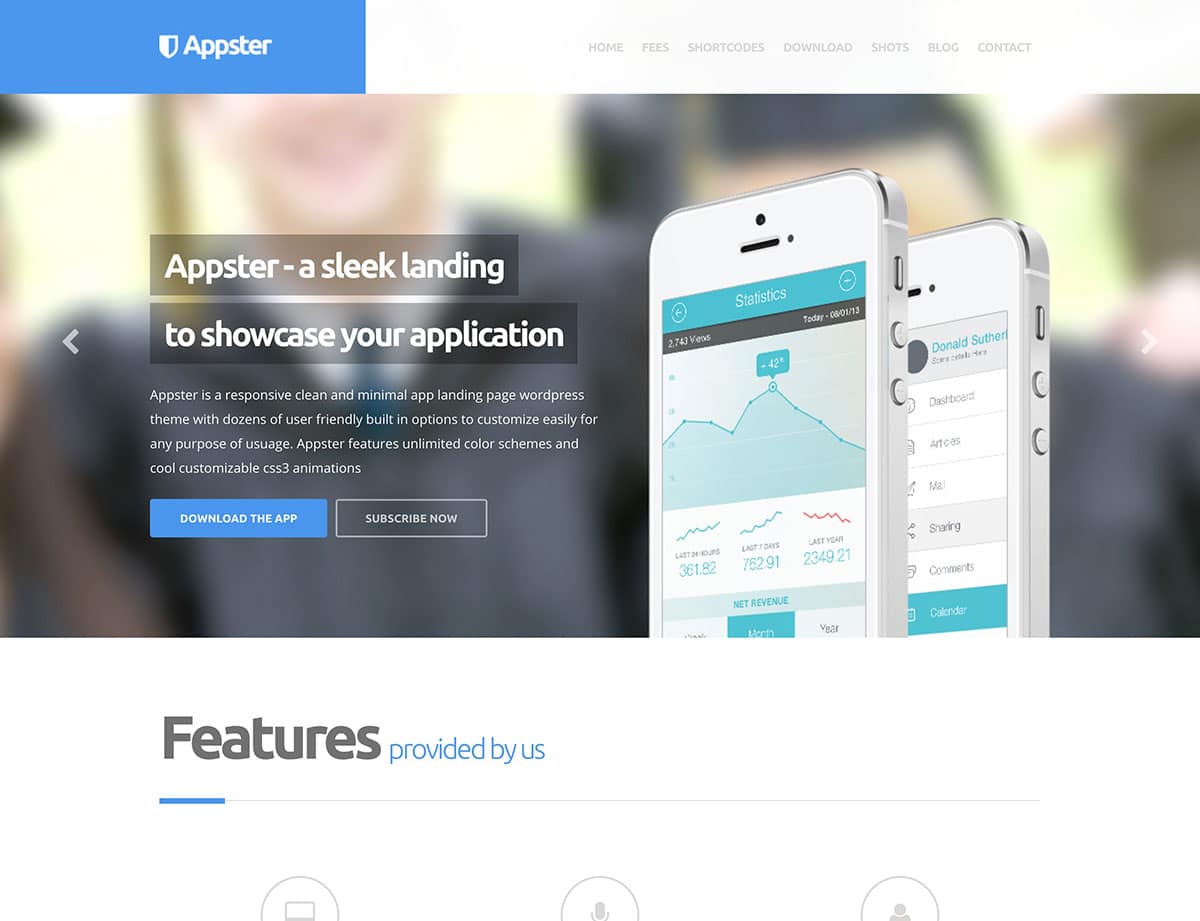 Appster
HOME FEES SHORTCODES DOWNLOAD SHOTS BLOG CONTACT
Appster - a sleek landing
to showcase your application
Appster is a responsive clean and minimal app landing page wordpress
theme with dozens of user friendly built in options to customize easily for
any purpose of usuage. Appster features unlimited color schemes and
cool customizable css3 animations
DOWNLOAD THE APP SUBSCRIBE NOW
Statistics
2,743 Views Today - 08/01/13
+ 42
LAST 24 HOURS LAST 7 DAYS LAST YEAR
361.82 762.91 2349.21
NET REVENUE
Week Month Year
Donald Sutherl
Some details Here
Dashboard
Articles
Mail
Sharing
Comments
Calendar
Features provided by us